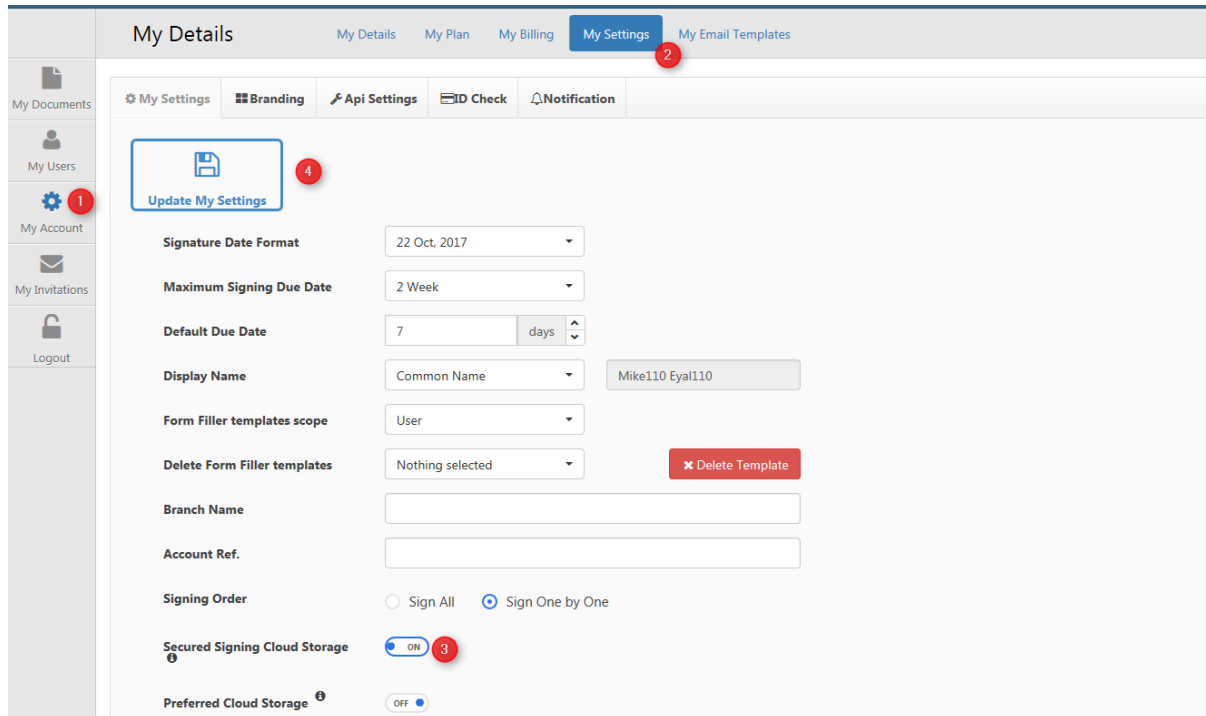 My Details My Details My Plan My Billing My Settings My Email Templates
2
My Documents
My Users
1
My Account
My Invitations
Logout
My Settings Branding Api Settings ID Check Notification
4
Update My Settings
Signature Date Format 22 Oct, 2017
Maximum Signing Due Date 2 Week
Default Due Date 7 days
Display Name Common Name Mike110 Eyal110
Form Filler templates scope User
Delete Form Filler templates Nothing selected Delete Template
Branch Name
Account Ref.
Signing Order Sign All Sign One by One
Secured Signing Cloud Storage ON 3
Preferred Cloud Storage OFF